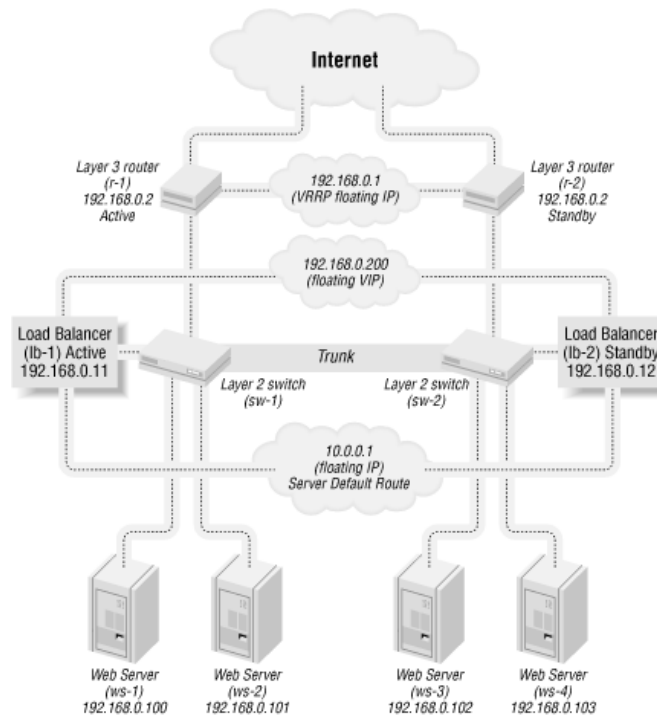 Internet
Layer 3 router
(r-1)
192.168.0.2
Active
192.168.0.1
(VRRP floating IP)
Layer 3 router
(r-2)
192.168.0.2
Standby
192.168.0.200
(floating VIP)
Load Balancer
(lb-1) Active
192.168.0.11
Trunk
Load Balancer
(lb-2) Standby
192.168.0.12
Layer 2 switch
(sw-1)
Layer 2 switch
(sw-2)
10.0.0.1
(floating IP)
Server Default Route
Web Server
(ws-1)
192.168.0.100
Web Server
(ws-2)
192.168.0.101
Web Server
(ws-3)
192.168.0.102
Web Server
(ws-4)
192.168.0.103